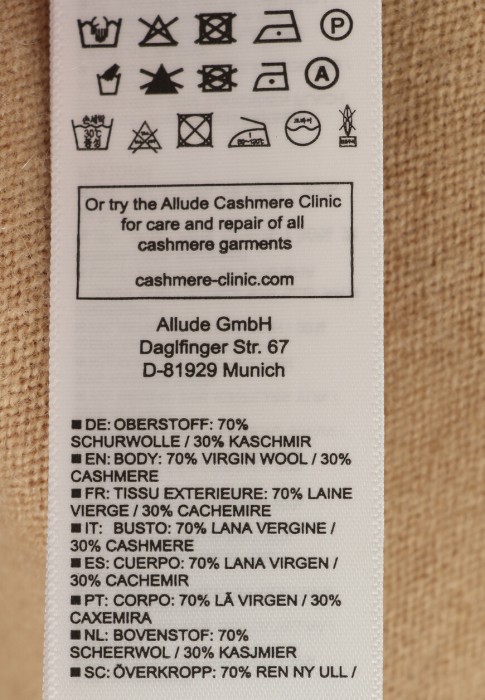 P
A
30℃
80~120℃
Or try the Allude Cashmere Clinic
for care and repair of all
cashmere garments
cashmere-clinic.com
Allude GmbH
Daglfinger Str. 67
D-81929 Munich
■ DE: OBERSTOFF: 70%
SCHURWOLLE / 30% KASCHMIR
■ EN: BODY: 70% VIRGIN WOOL / 30%
CASHMERE
■ FR: TISSU EXTERIEURE: 70% LAINE
VIERGE / 30% CACHEMIRE
■ IT: BUSTO: 70% LANA VERGINE /
30% CASHMERE
■ ES: CUERPO: 70% LANA VIRGEN /
30% CACHEMIR
■ PT: CORPO: 70% LÃ VIRGEN / 30%
CAXEMIRA
■ NL: BOVENSTOF: 70%
SCHEERWOL / 30% KASJMIER
■ SC: ÖVERKROPP: 70% REN NY ULL /